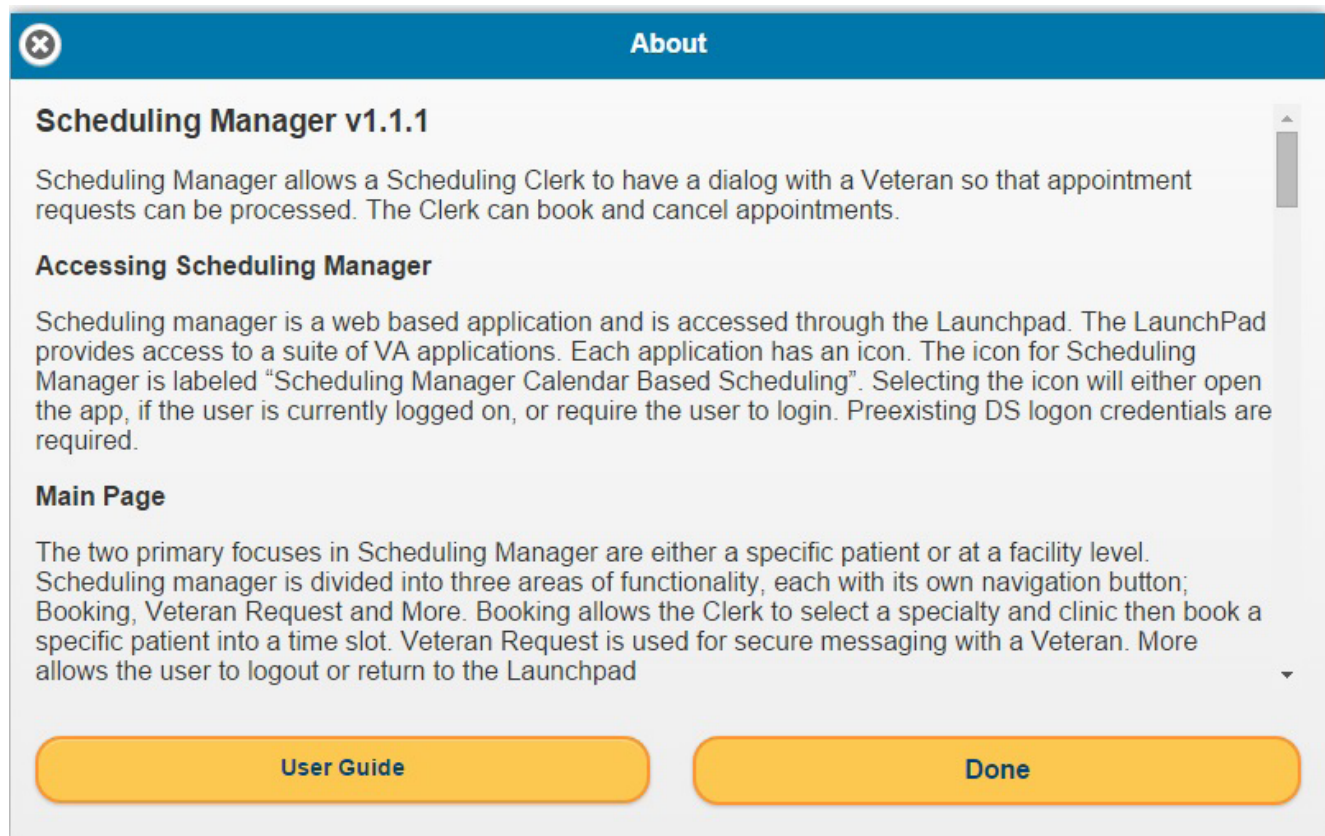 About
Scheduling Manager v1.1.1
Scheduling Manager allows a Scheduling Clerk to have a dialog with a Veteran so that appointment
requests can be processed. The Clerk can book and cancel appointments.
Accessing Scheduling Manager
Scheduling manager is a web based application and is accessed through the Launchpad. The LaunchPad
provides access to a suite of VA applications. Each application has an icon. The icon for Scheduling
Manager is labeled “Scheduling Manager Calendar Based Scheduling”. Selecting the icon will either open
the app, if the user is currently logged on, or require the user to login. Preexisting DS logon credentials are
required.
Main Page
The two primary focuses in Scheduling Manager are either a specific patient or at a facility level.
Scheduling manager is divided into three areas of functionality, each with its own navigation button;
Booking, Veteran Request and More. Booking allows the Clerk to select a specialty and clinic then book a
specific patient into a time slot. Veteran Request is used for secure messaging with a Veteran. More
allows the user to logout or return to the Launchpad
User Guide
Done